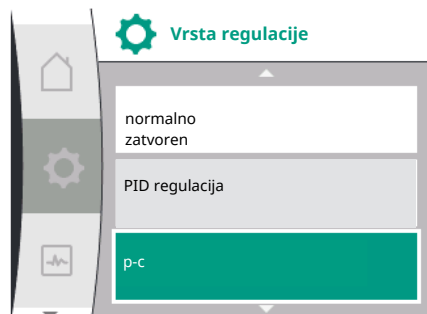 Vrsta regulacije
normalno
zatvoren
PID regulacija
p-c